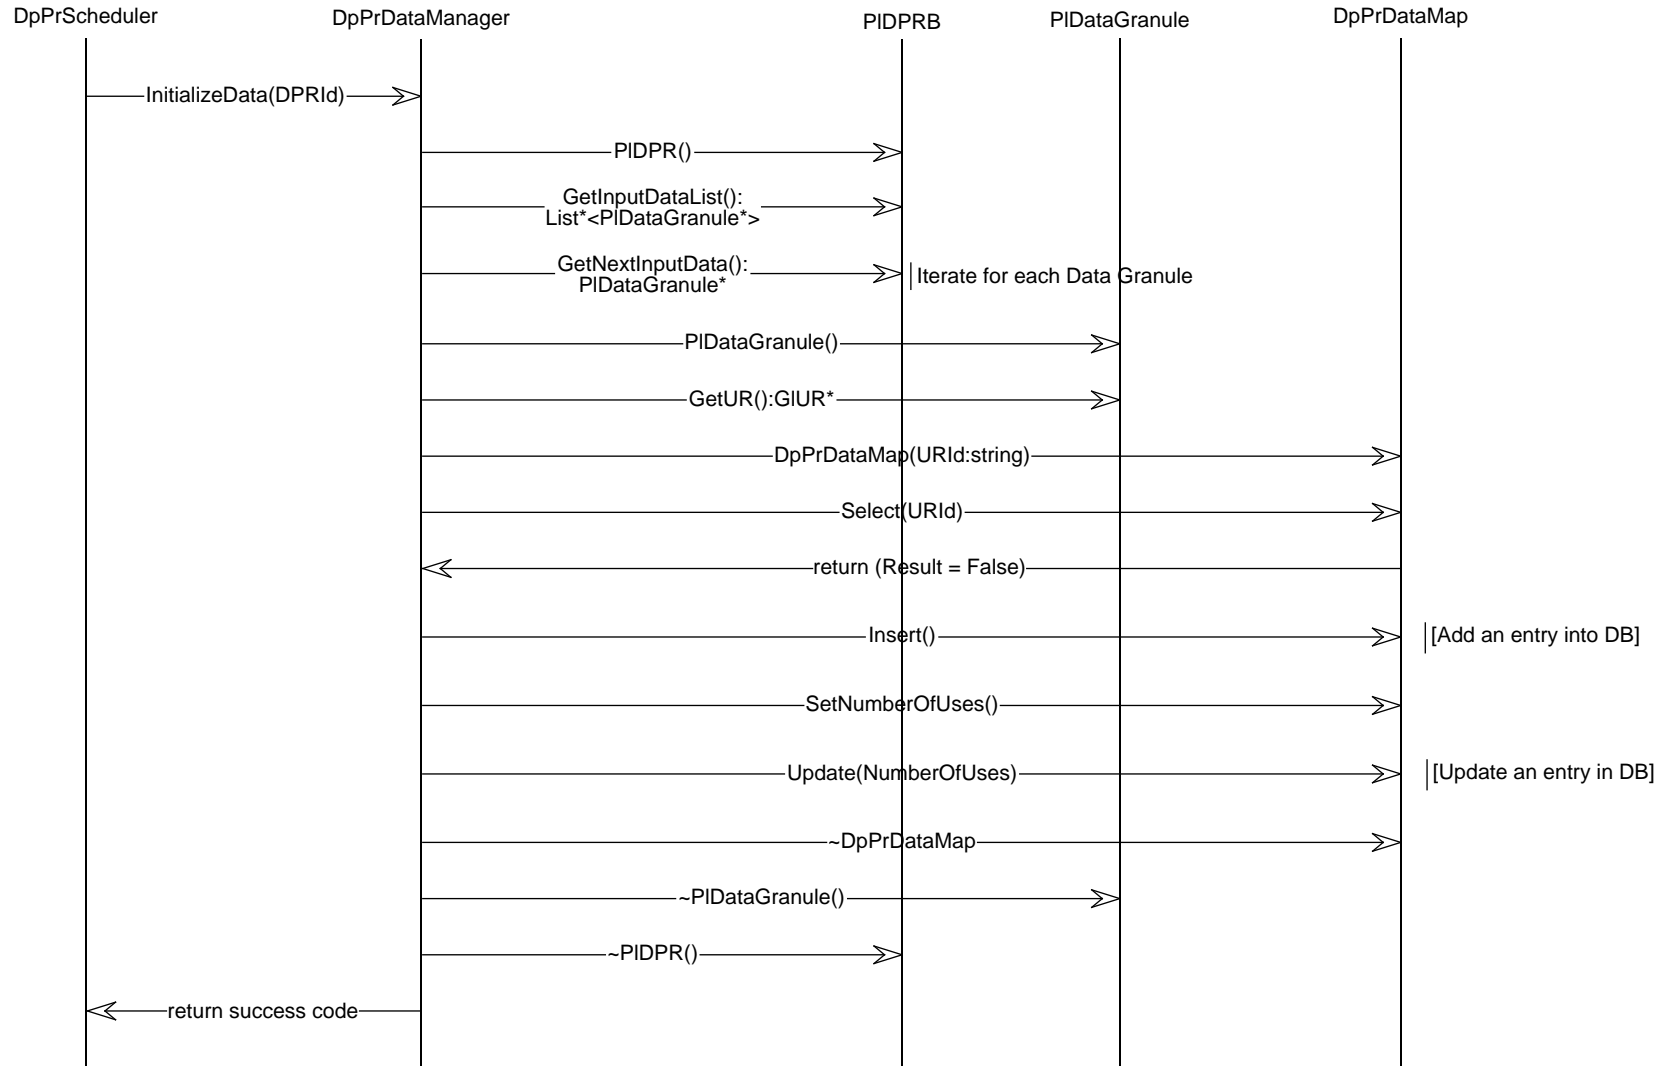 DpPrScheduler
DpPrDataManager
PlDPRB
PlDataGranule
DpPrDataMap
InitializeData(DPRId)
PlDPR()
GetInputDataList():
List*<PlDataGranule*>
GetNextInputData():
PlDataGranule*
Iterate for each Data Granule
PlDataGranule()
GetUR():GlUR*
DpPrDataMap(URId:string)
Select(URId)
return (Result = False)
Insert()
[Add an entry into DB]
SetNumberOfUses()
Update(NumberOfUses)
[Update an entry in DB]
~DpPrDataMap
~PlDataGranule()
~PlDPR()
return success code